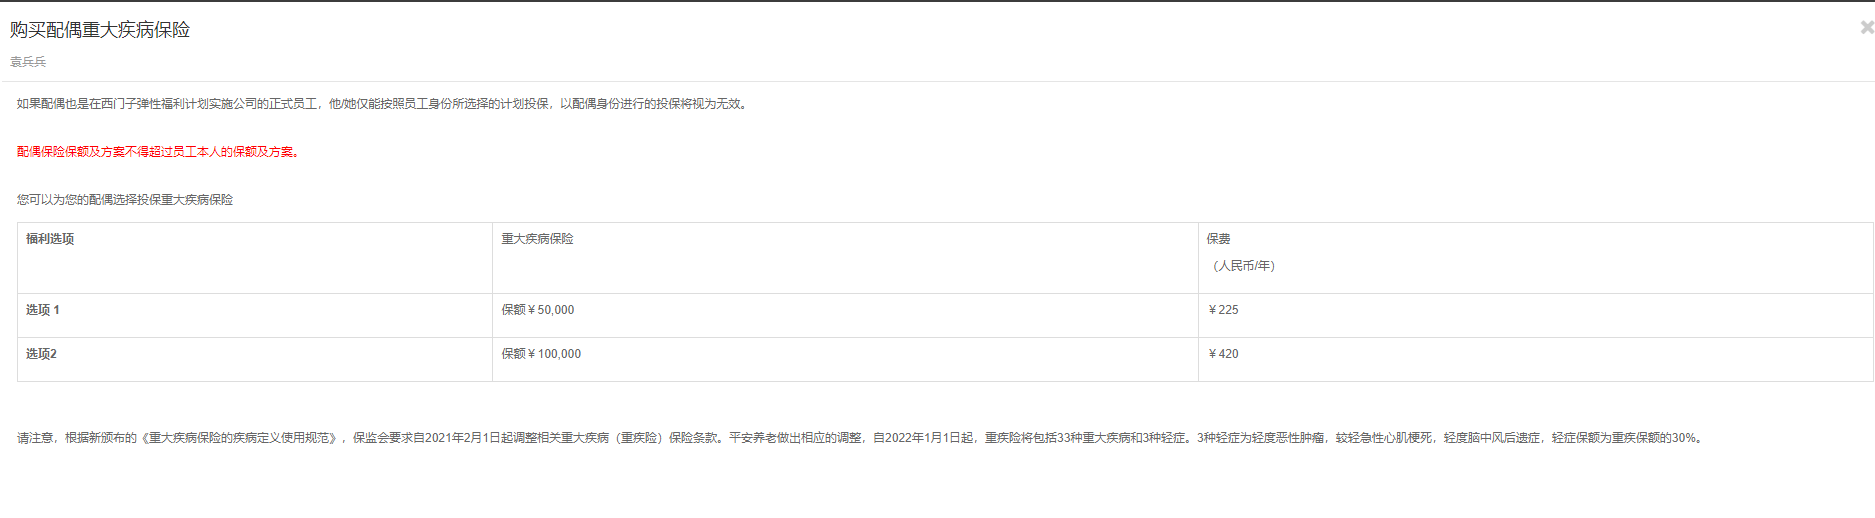 购买配偶重大疾病保险
袁兵兵
如果配偶也是在西门子弹性福利计划实施公司的正式员工，他/她仅能按照员工身份所选择的计划投保，以配偶身份进行的投保将视为无效。
配偶保险保额及方案不得超过员工本人的保额及方案。
您可以为您的配偶选择投保重大疾病保险
福利选项 重大疾病保险 保费
（人民币/年）
选项 1 保额￥50,000 ￥225
选项2 保额￥100,000 ￥420
请注意，根据新颁布的《重大疾病保险的疾病定义使用规范》，保监会要求自2021年2月1日起调整相关重大疾病（重疾险）保险条款。平安养老做出相应的调整，自2022年1月1日起，重疾险将包括33种重大疾病和3种轻症。3种轻症为轻度恶性肿瘤，较轻急性心肌梗死，轻度脑中风后遗症，轻症保额为重疾保额的30%。